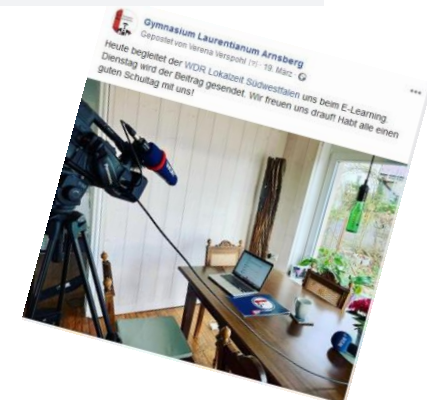 Gymnasium Laurentianum Arnsberg
Gepostet von Verena Verspohl [?] · 19. März ·
Heute begleitet der WDR Lokalzeit Südwestfalen uns beim E-Learning.
Dienstag wird der Beitrag gesendet. Wir freuen uns drauf! Habt alle einen
guten Schultag mit uns!